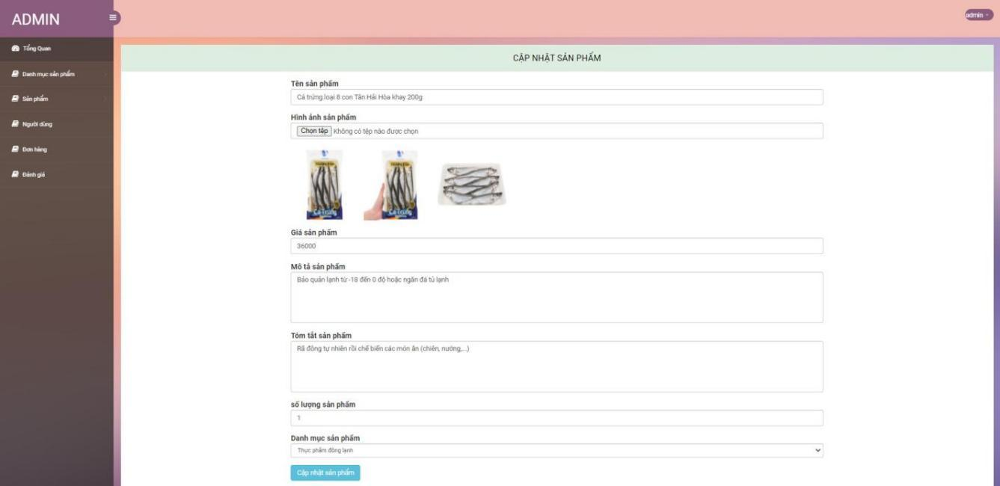 ADMIN
admin
Tổng Quan
Danh mục sản phẩm
Sản phẩm
Người dùng
Đơn hàng
Đánh giá
CẬP NHẬT SẢN PHẨM
Tên sản phẩm
Cá trứng loại 8 con Tân Hải Hòa khay 200g
Hình ảnh sản phẩm
Chọn tệp Không có tệp nào được chọn
Cá Trứng
Cá Trứng
Giá sản phẩm
36000
Mô tả sản phẩm
Bảo quản lạnh từ -18 đến 0 độ hoặc ngăn đá tủ lạnh
Tóm tắt sản phẩm
Rã đông tự nhiên rồi chế biến các món ăn (chiên, nướng,...)
số lượng sản phẩm
1
Danh mục sản phẩm
Thực phẩm đông lạnh
Cập nhật sản phẩm